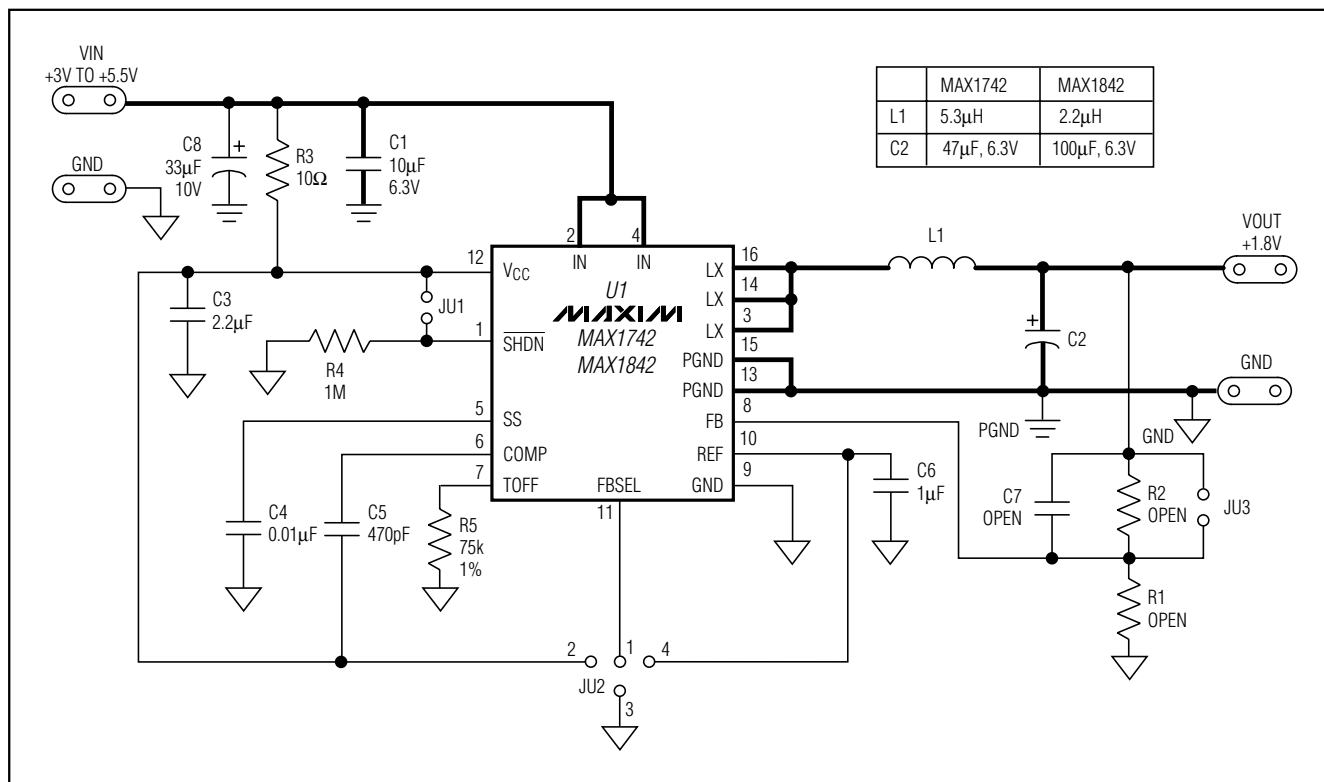 VIN
+3V TO +5.5V
GND
C8
33µF
10V
+
R3
10Ω
C1
10µF
6.3V
MAX1742 MAX1842
L1 5.3µH 2.2µH
C2 47µF, 6.3V 100µF, 6.3V
2
4
IN
IN
12
VCC
C3
2.2µF
JU1
1
SHDN
R4
1M
U1
MAXIM
MAX1742
MAX1842
16
LX
14
LX
3
LX
15
PGND
13
PGND
8
FB
10
REF
9
GND
5
SS
6
COMP
7
TOFF
FBSEL
11
L1
VOUT
+1.8V
+
C2
GND
PGND
GND
C4
0.01µF
C5
470pF
R5
75k
1%
C6
1µF
C7
OPEN
R2
OPEN
JU3
R1
OPEN
2
1
4
JU2
3